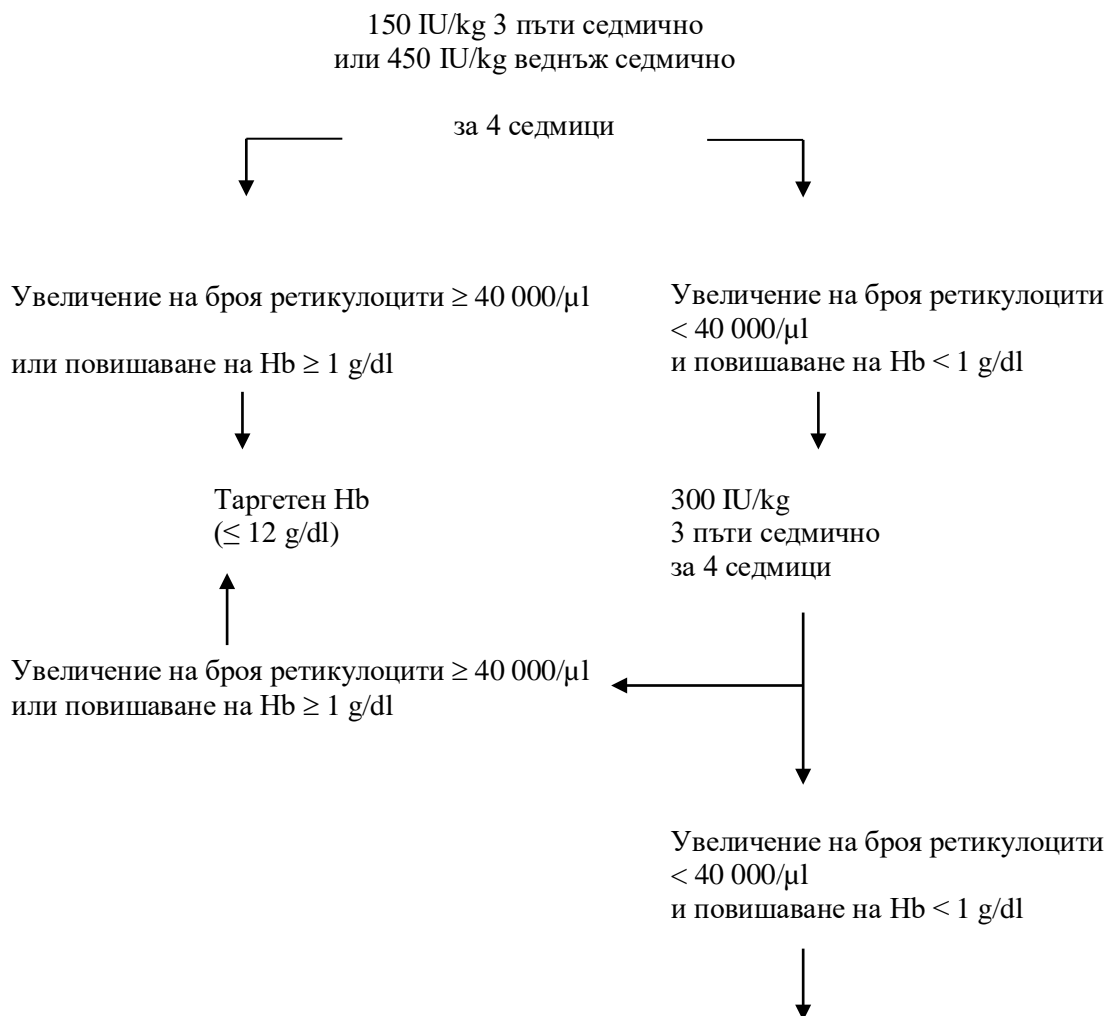 150 IU/kg 3 пъти седмично
или 450 IU/kg веднъж седмично
за 4 седмици
Увеличение на броя ретикулоцити ≥ 40 000/µl
или повишаване на Hb ≥ 1 g/dl
Увеличение на броя ретикулоцити
< 40 000/µl
и повишаване на Hb < 1 g/dl
Таргетен Hb
(≤ 12 g/dl)
300 IU/kg
3 пъти седмично
за 4 седмици
Увеличение на броя ретикулоцити ≥ 40 000/µl
или повишаване на Hb ≥ 1 g/dl
Увеличение на броя ретикулоцити
< 40 000/µl
и повишаване на Hb < 1 g/dl